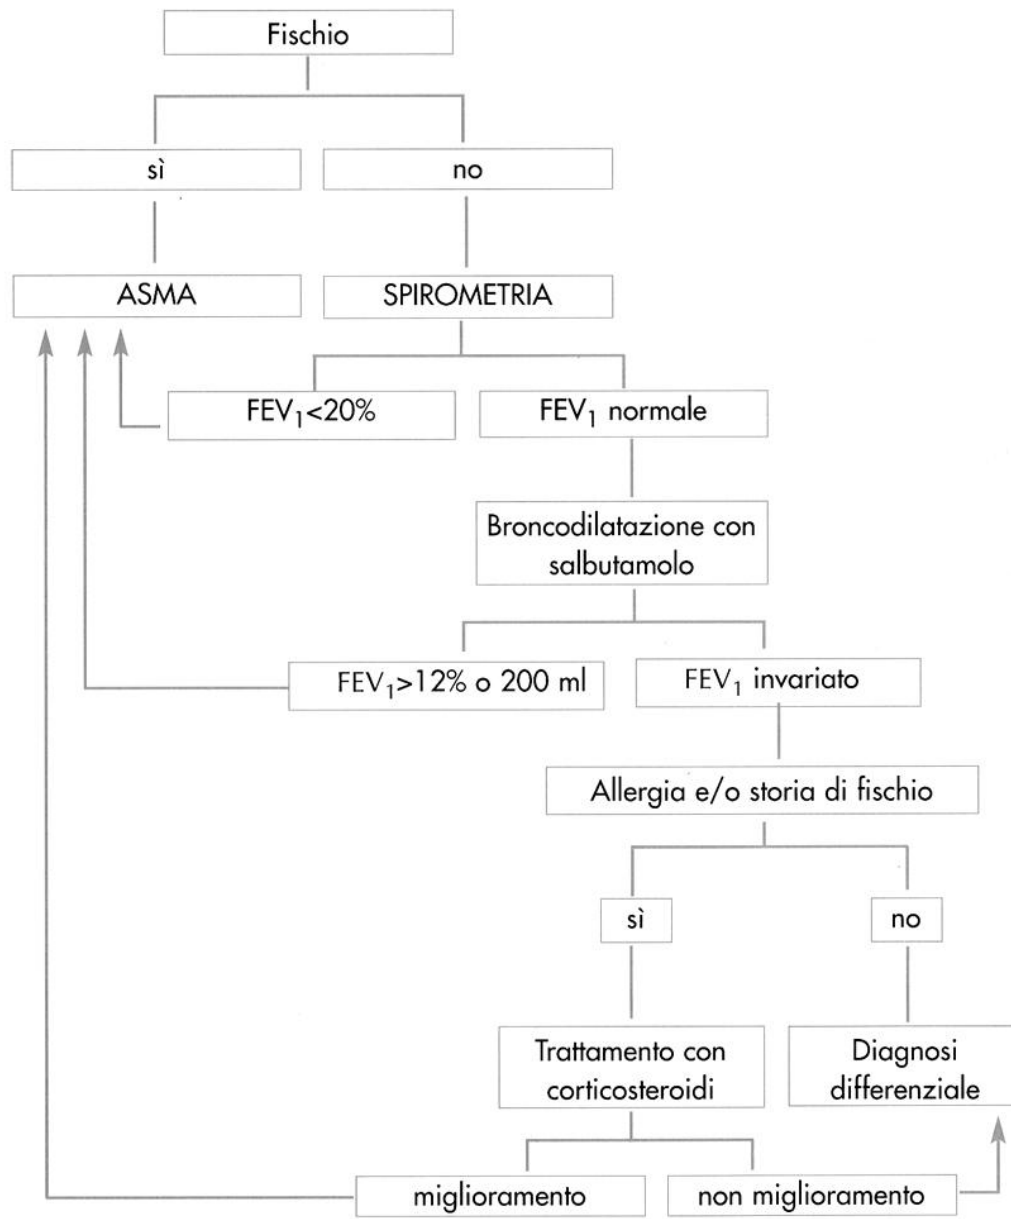 Fischio
sì
no
ASMA
SPIROMETRIA
FEV₁<20%
FEV₁ normale
Broncodilatazione con
salbutamolo
FEV₁>12% o 200 ml
FEV₁ invariato
Allergia e/o storia di fischio
sì
no
Trattamento con
corticosteroidi
Diagnosi
differenziale
miglioramento
non miglioramento